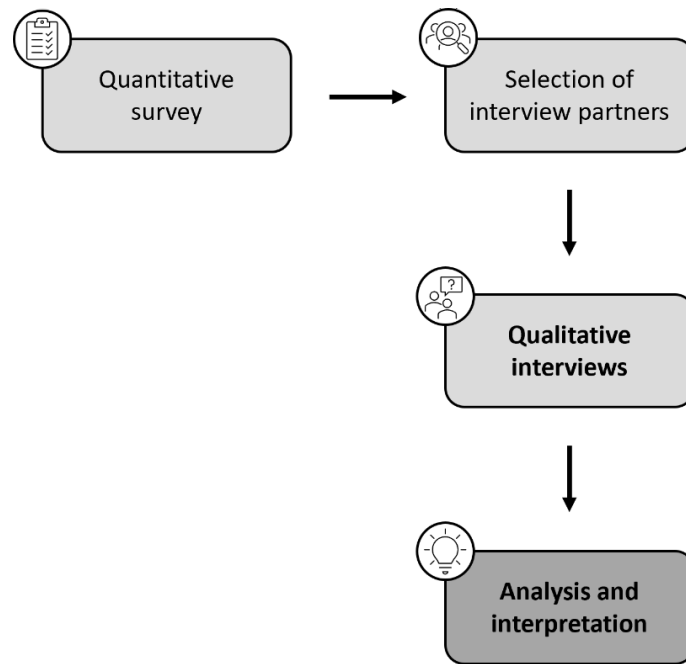 Quantitative
survey
Selection of
interview partners
?
Qualitative
interviews
Analysis and
interpretation